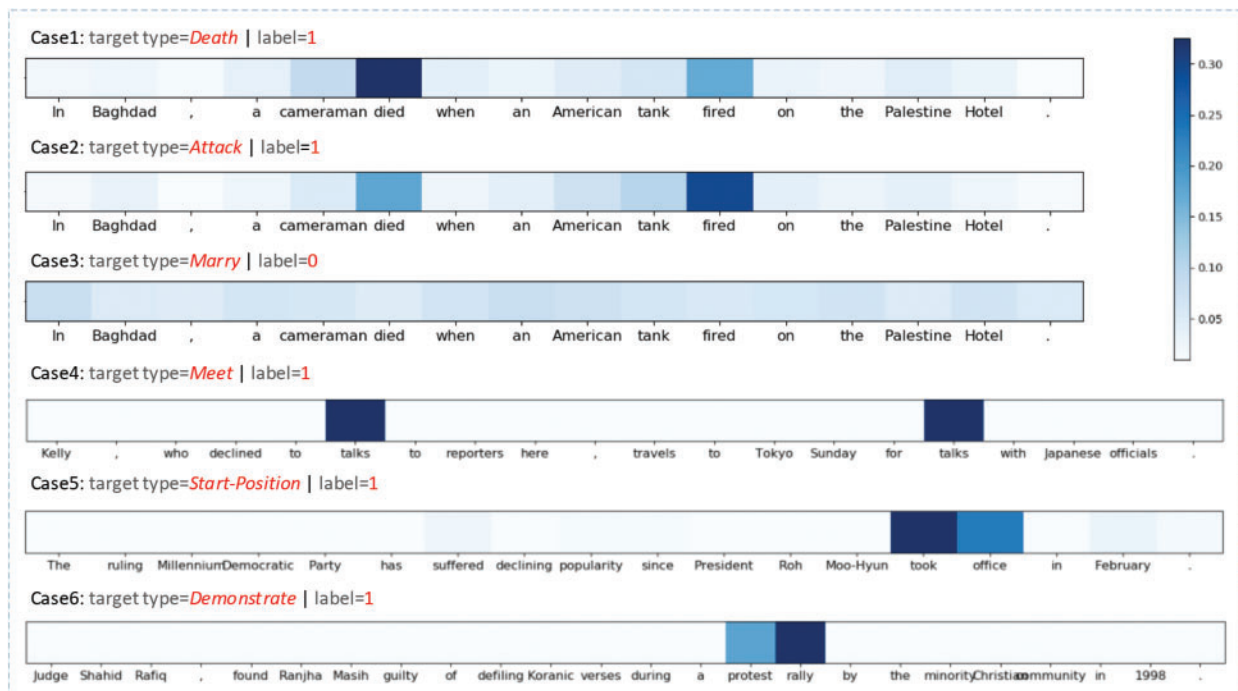 Case1: target type=Death | label=1
In Baghdad , a cameraman died when an American tank fired on the Palestine Hotel .
Case2: target type=Attack | label=1
In Baghdad , a cameraman died when an American tank fired on the Palestine Hotel .
Case3: target type=Marry | label=0
In Baghdad , a cameraman died when an American tank fired on the Palestine Hotel .
0.30
0.25
0.20
0.15
0.10
0.05
Case4: target type=Meet | label=1
Kelly , who declined to talks to reporters here , travels to Tokyo Sunday for talks with Japanese officials .
Case5: target type=Start-Position | label=1
The ruling Millennium Democratic Party has suffered declining popularity since President Roh Moo-Hyun took office in February .
Case6: target type=Demonstrate | label=1
Judge Shahid Rafiq , found Ranjha Masih guilty of defiling Koranic verses during a protest rally by the minority Christian community in 1998 .